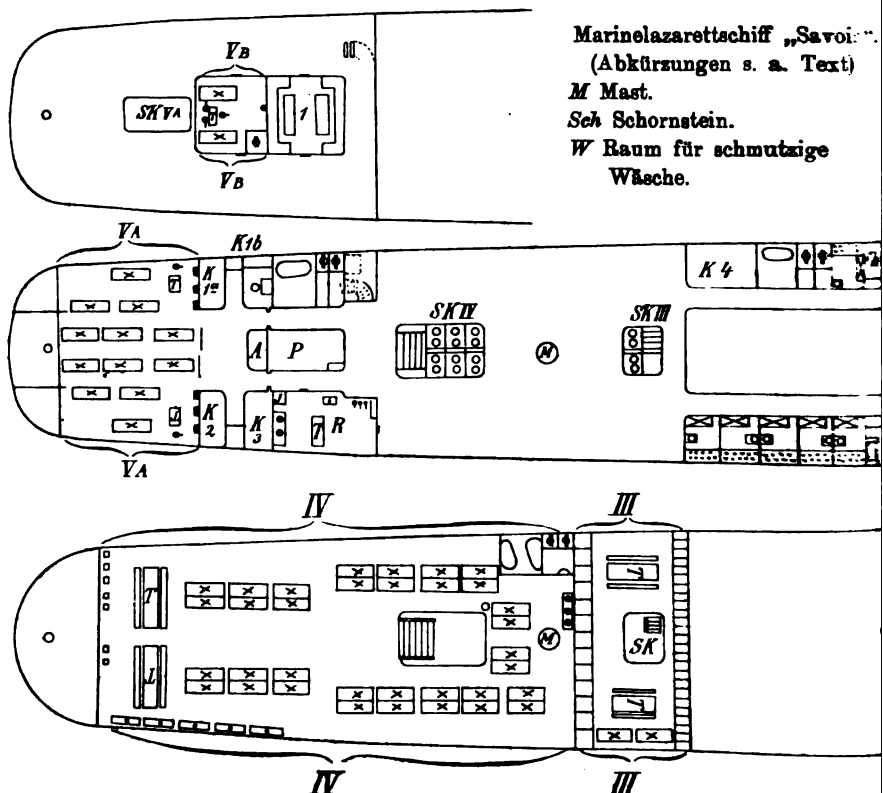 Marinelazarettschiff „Savoi
(Abkürzungen s. a. Text)
M Mast.
Sch Schornstein.
W Raum für schmutzige
Wäsche.
VB
SK VA
T
1
VB
VA
K1b
K
1a
T
SK IV
SK III
K 4
A P
M
T
K
2
K
3
T R
VA
IV
III
T
T
M
SK
T
T
IV
III